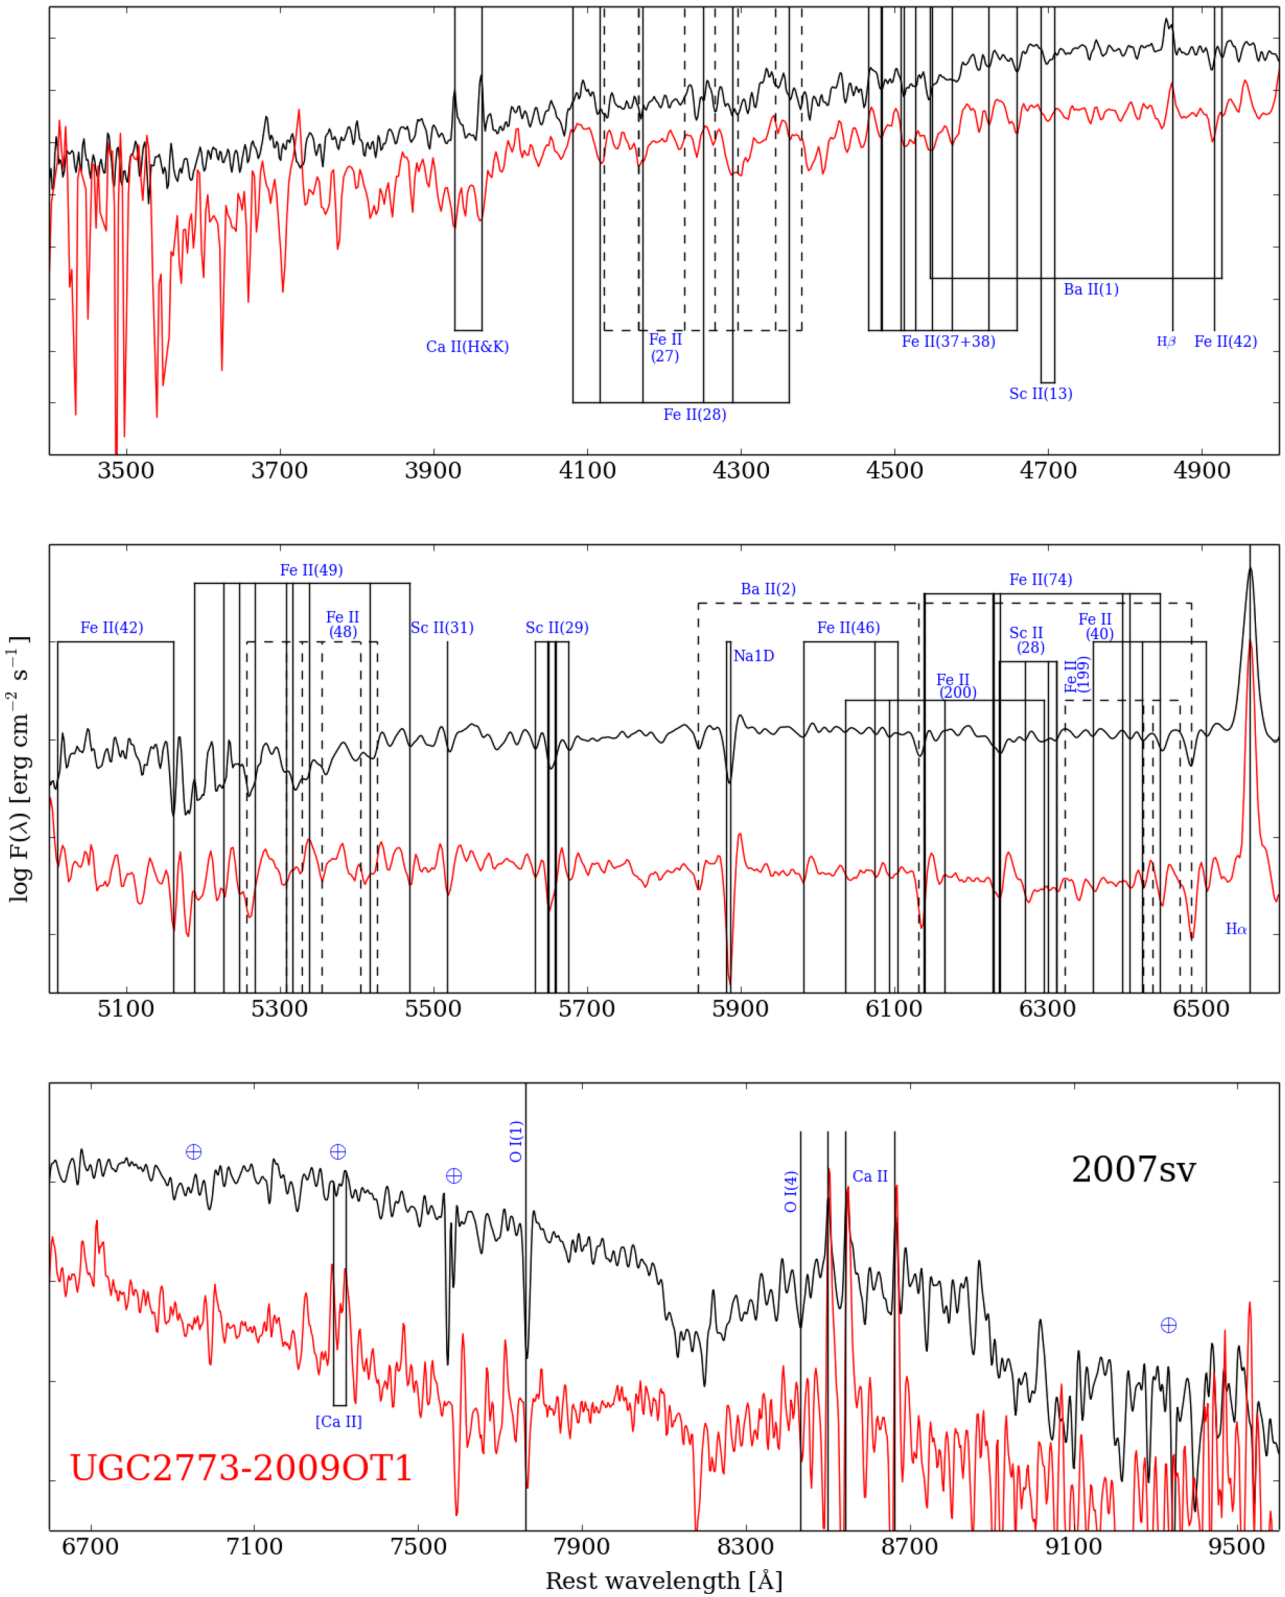 Ca II(H&K)
Fe II
(27)
Fe II(28)
Fe II(37+38)
Sc II(13)
Ba II(1)
Hβ
Fe II(42)
3500 3700 3900 4100 4300 4500 4700 4900
Fe II(42)
Fe II(49)
Fe II
(48)
Sc II(31)
Sc II(29)
Ba II(2)
Na1D
Fe II(46)
Fe II
(200)
Fe II(74)
Sc II
(28)
Fe II
(40)
Fe II
(199)
Hα
log F(λ) [erg cm⁻² s⁻¹]
5100 5300 5500 5700 5900 6100 6300 6500
⊕ ⊕ ⊕
O I(1)
O I(4)
Ca II
2007sv
⊕
[Ca II]
UGC2773-2009OT1
6700 7100 7500 7900 8300 8700 9100 9500
Rest wavelength [Å]